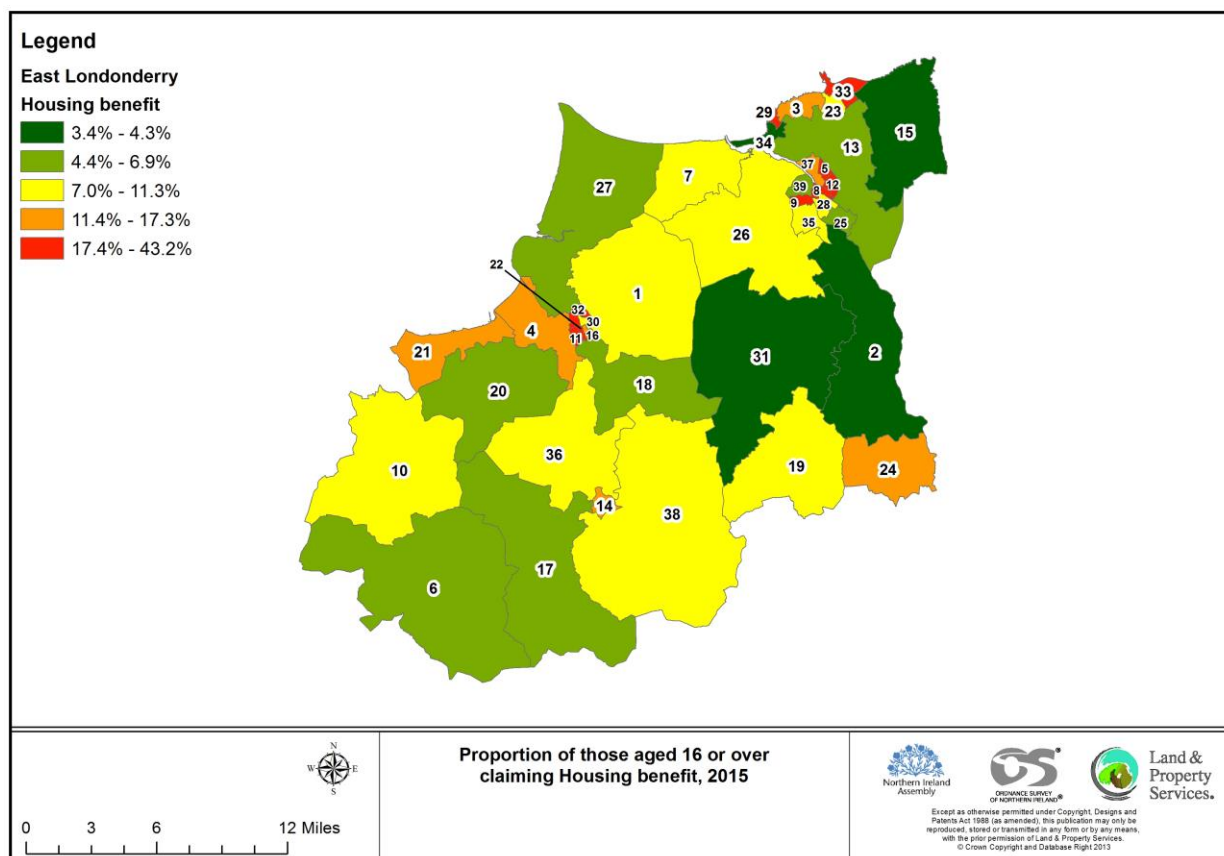 Legend
East Londonderry
Housing benefit
3.4% - 4.3%
4.4% - 6.9%
7.0% - 11.3%
11.4% - 17.3%
17.4% - 43.2%
33
29
3
23
15
34
13
37
5
7
27
39
12
8
9
28
35
25
26
22
1
32
30
4
11
16
21
31
2
18
20
36
10
19
24
14
38
17
6
N
W
E
S
0
3
6
12 Miles
Proportion of those aged 16 or over
claiming Housing benefit, 2015
Northern Ireland
Assembly
OS®
ORDNANCE SURVEY
OF NORTHERN IRELAND®
Land &
Property
Services.
Except as otherwise permitted under Copyright, Designs and
Patents Act 1988 (as amended), this publication may only be
reproduced, stored or transmitted in any form or by any means,
with the prior permission of Land & Property Services.
© Crown Copyright and Database Right 2013